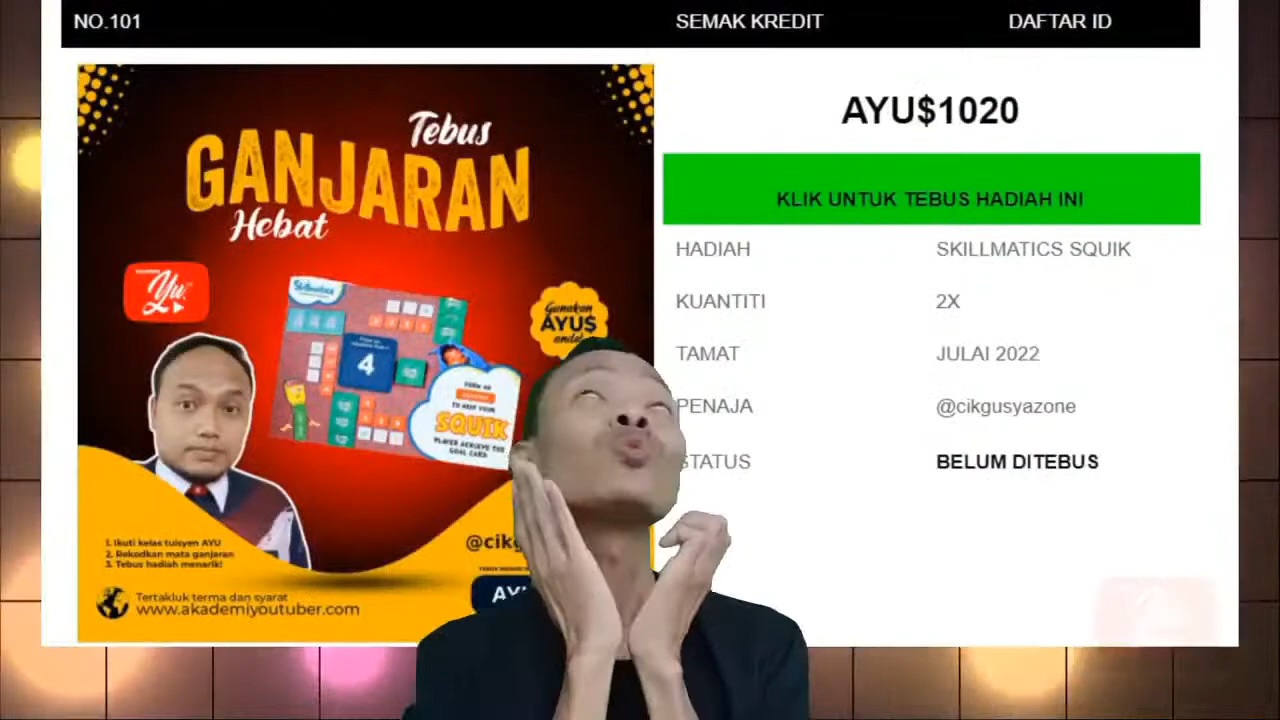 NO.101
SEMAK KREDIT
DAFTAR ID
Tebus
GANJARAN
Hebat
Yu
Skillmatics
4
Gunakan
AYU$
anda!
SQUIK
PLAYER ACHIEVE THE
GOAL CARD
1. Ikuti kelas tuisyen AYU
2. Rekodkan mata ganjaran
3. Tebus hadiah menarik!
Tertakluk terma dan syarat
www.akademiyoutuber.com
AYU$1020
KLIK UNTUK TEBUS HADIAH INI
HADIAH
SKILLMATICS SQUIK
KUANTITI
2X
TAMAT
JULAI 2022
PENAJA
@cikgusyazone
STATUS
BELUM DITEBUS